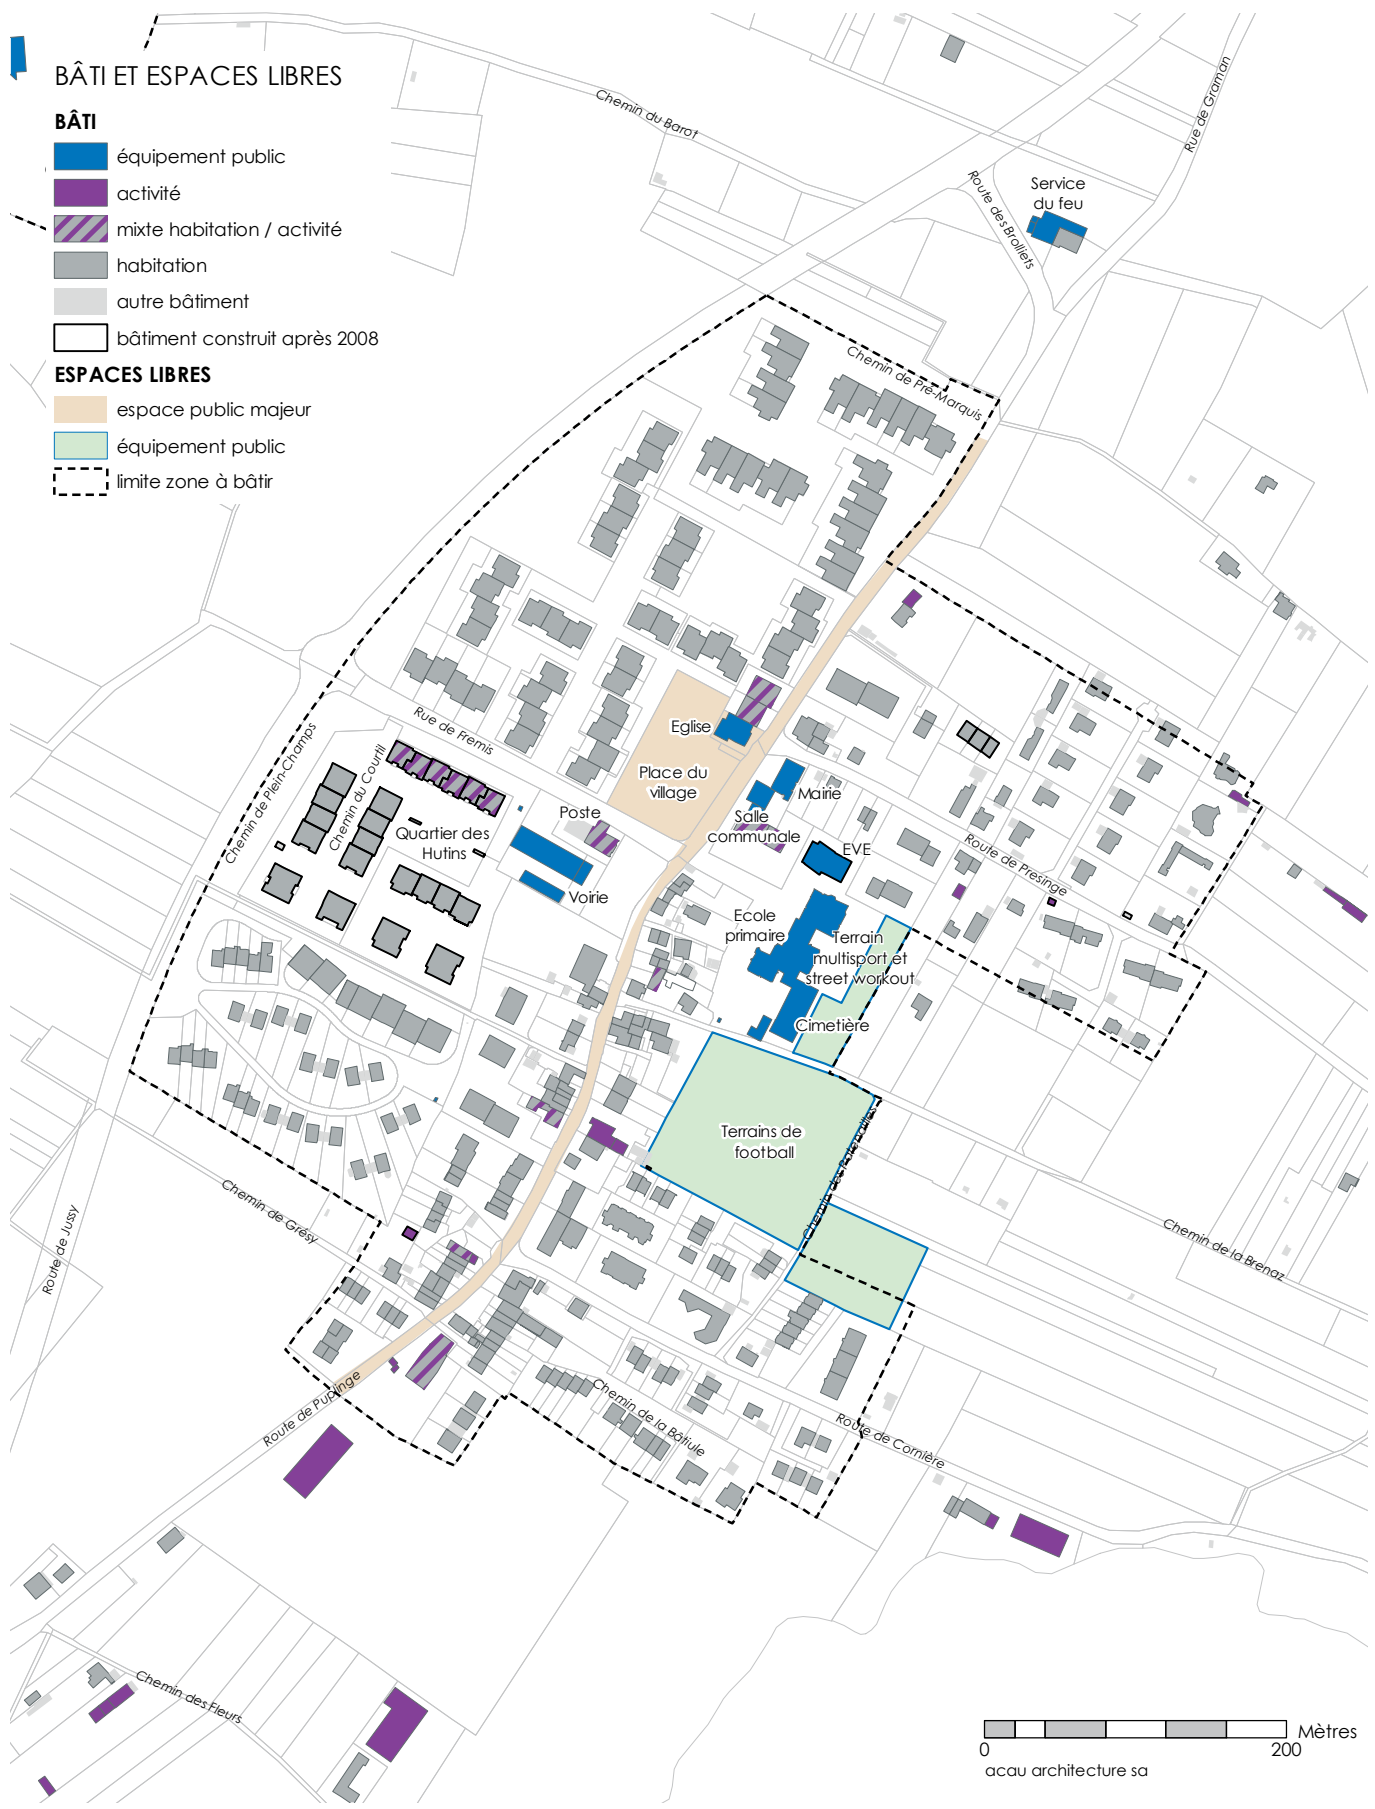 BÂTI ET ESPACES LIBRES
BÂTI
équipement public
activité
mixte habitation / activité
habitation
autre bâtiment
bâtiment construit après 2008
ESPACES LIBRES
espace public majeur
équipement public
limite zone à bâtir
Chemin du Barot
Rue de Graman
Route des Brolliets
Service
du feu
Chemin de Pré-Marquis
Rue de Fremis
Chemin de Plein-Champs
Chemin du Courtil
Eglise
Place du
village
Mairie
Poste
Salle
communale
Quartier des
Hutins
EVE
Voirie
Route de Presinge
Ecole
primaire
Terrain
multisport et
street workout
Cimetière
Terrains de
football
Chemin de Grésy
Route de Jussy
Chemin de la Brenaz
Route de Puplinge
Chemin de la Bâtiule
Route de Cornière
Chemin des Fleurs
Mètres
0
200
acau architecture sa